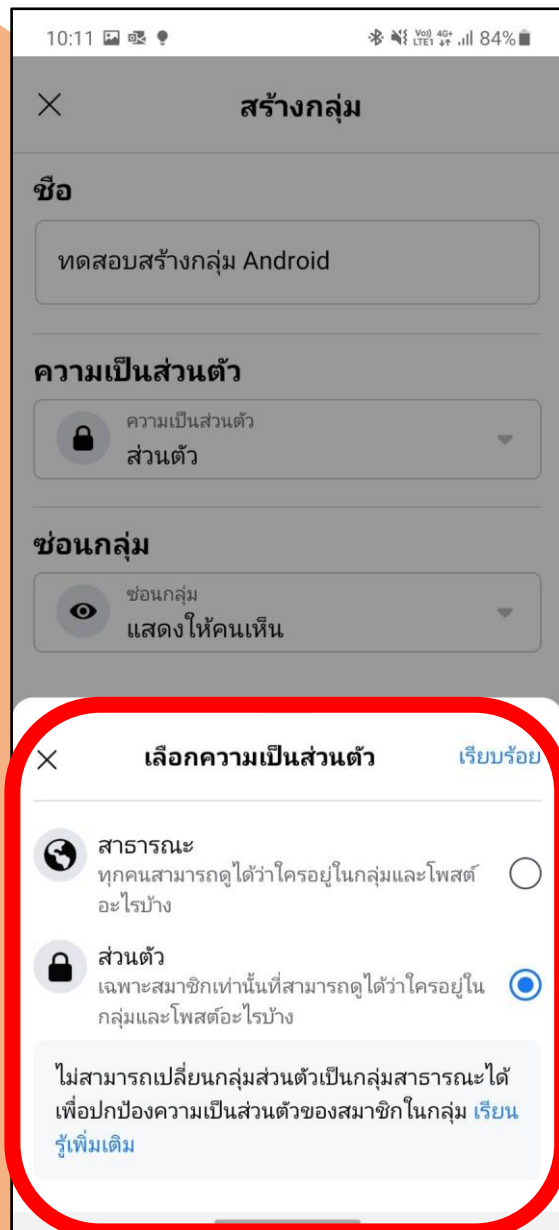 10:11 Vo)) LTE1 4G+ 84%
สร้างกลุ่ม
ชื่อ
ทดสอบสร้างกลุ่ม Android
ความเป็นส่วนตัว
ความเป็นส่วนตัว
ส่วนตัว
ซ่อนกลุ่ม
ซ่อนกลุ่ม
แสดงให้คนเห็น
เลือกความเป็นส่วนตัว เรียบร้อย
สาธารณะ
ทุกคนสามารถดูได้ว่าใครอยู่ในกลุ่มและโพสต์
อะไรบ้าง
ส่วนตัว
เฉพาะสมาชิกเท่านั้นที่สามารถดูได้ว่าใครอยู่ใน
กลุ่มและโพสต์อะไรบ้าง
ไม่สามารถเปลี่ยนกลุ่มส่วนตัวเป็นกลุ่มสาธารณะได้
เพื่อปกป้องความเป็นส่วนตัวของสมาชิกในกลุ่ม เรียน
รู้เพิ่มเติม